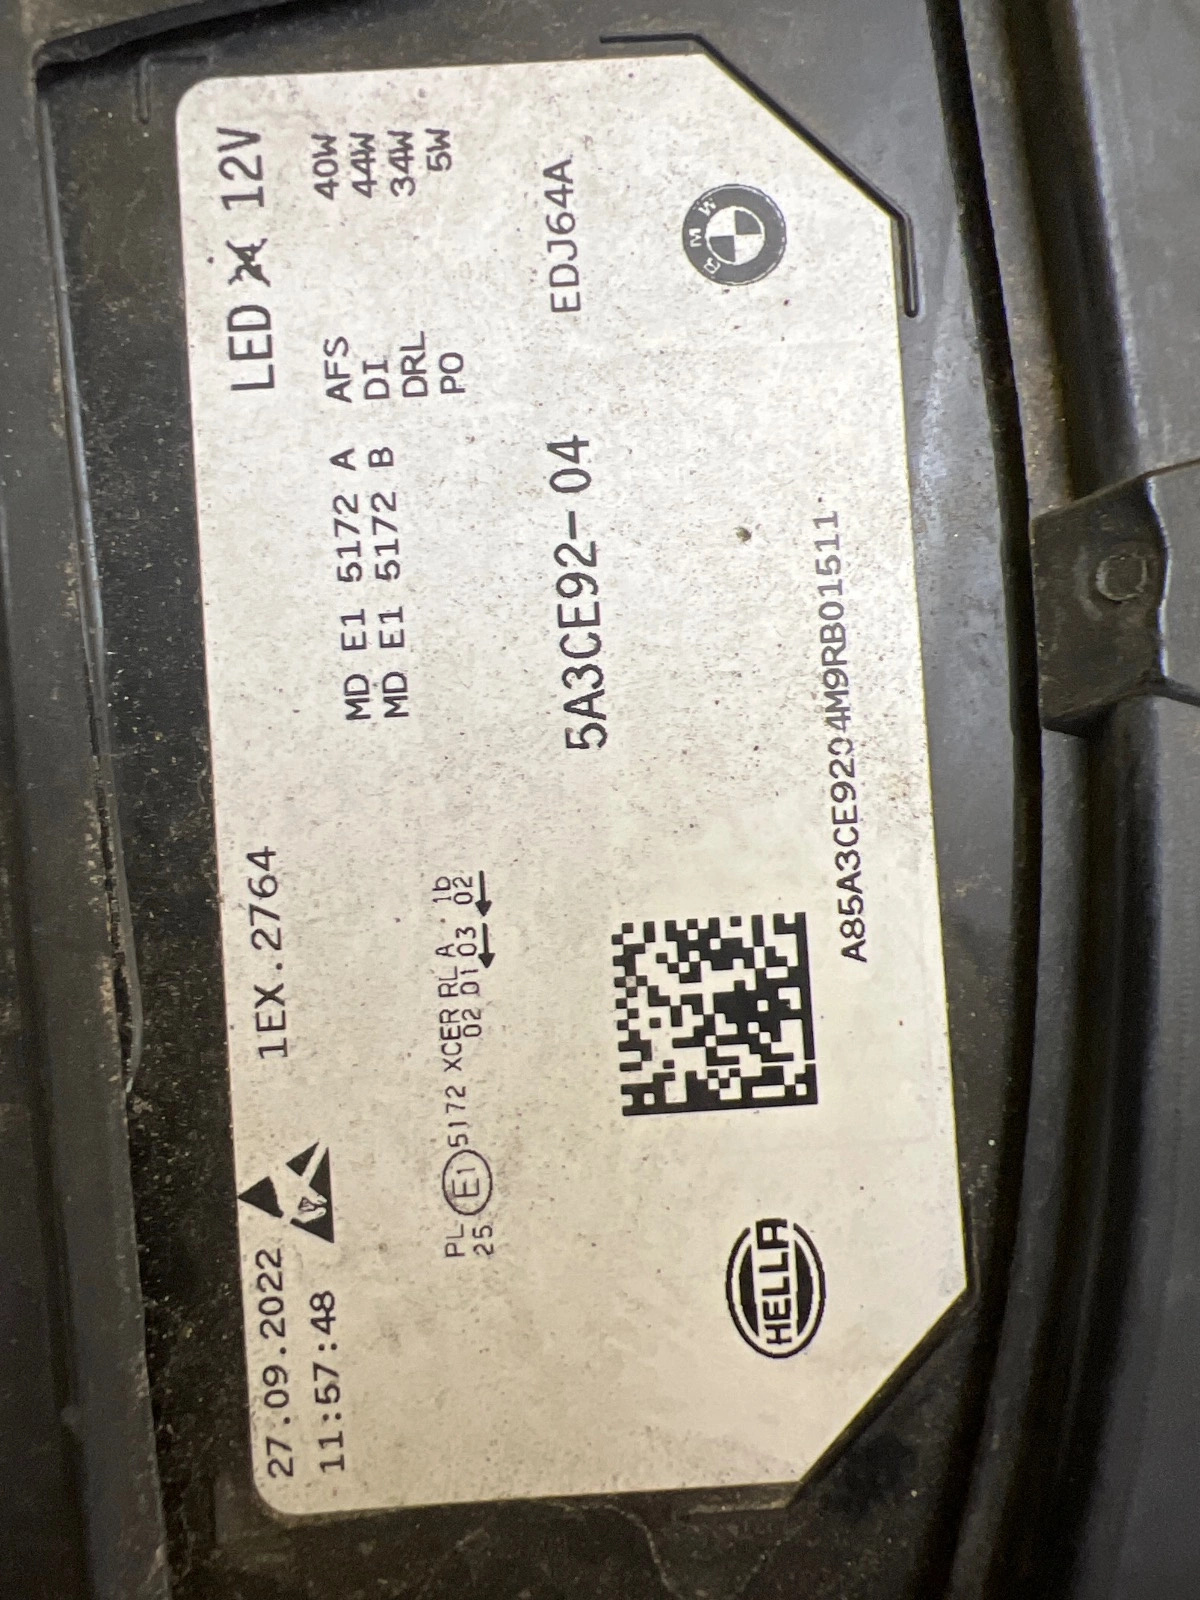 27.09.2022 1EX.2764 LED 12V
11:57:48
MD E1 5172 A AFS 40W
MD E1 5172 B DI 44W
DRL 34W
PO 5W
PL E1 5172 XCER RL A 1b
25 02 01 03 02
5A3CE92-04 EDJ64A
HELLA
BMW
A85A3CE9204M9RB01511